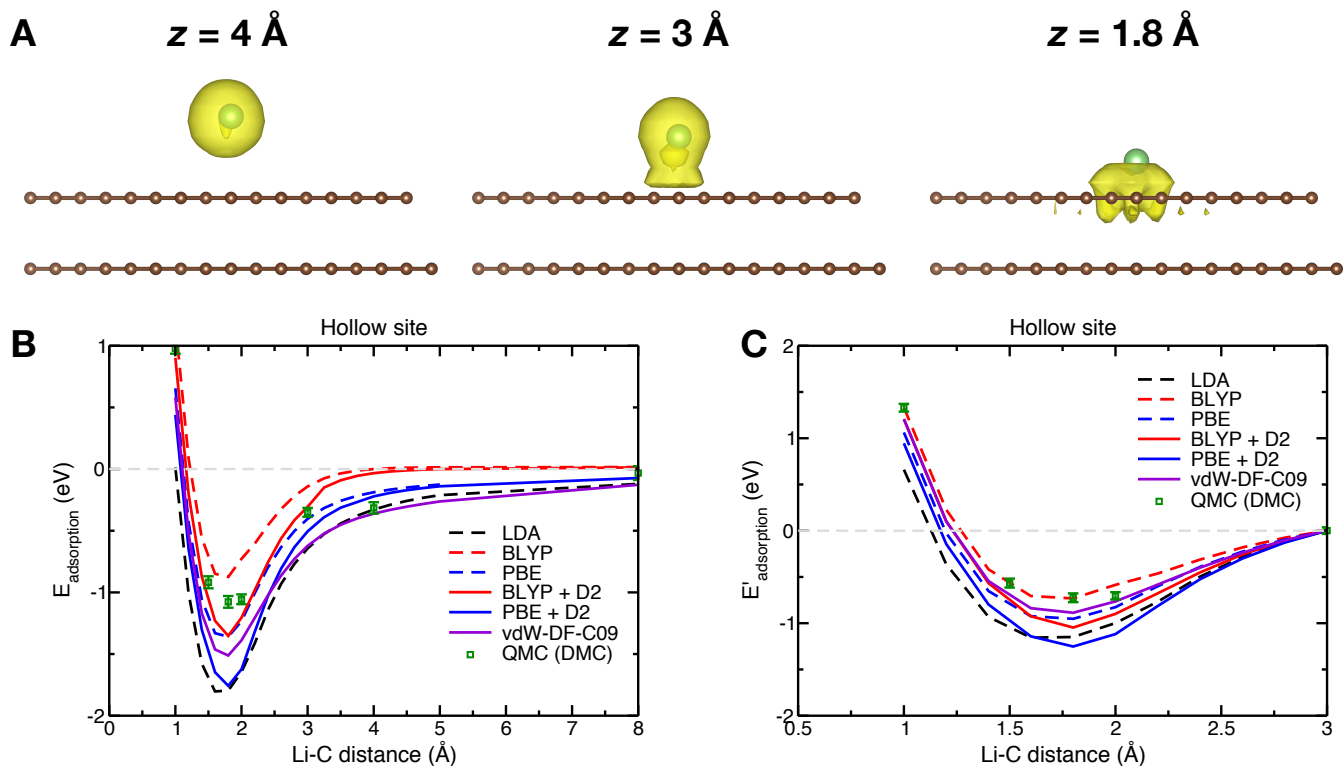 A
z = 4 Å
z = 3 Å
z = 1.8 Å
B
Hollow site
1
0
-1
-2
E_adsorption (eV)
LDA
BLYP
PBE
BLYP + D2
PBE + D2
vdW-DF-C09
QMC (DMC)
0 1 2 3 4 5 6 7 8
Li-C distance (Å)
C
Hollow site
2
1
0
-1
-2
E'_adsorption (eV)
LDA
BLYP
PBE
BLYP + D2
PBE + D2
vdW-DF-C09
QMC (DMC)
0.5 1 1.5 2 2.5 3
Li-C distance (Å)